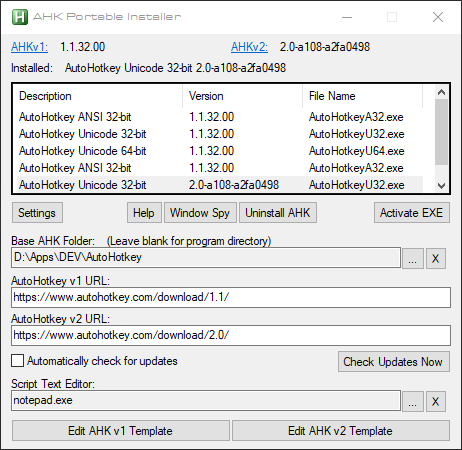 AHK Portable Installer
AHKv1: 1.1.32.00 AHKv2: 2.0-a108-a2fa0498
Installed: AutoHotkey Unicode 32-bit 2.0-a108-a2fa0498
Description Version File Name
AutoHotkey ANSI 32-bit 1.1.32.00 AutoHotkeyA32.exe
AutoHotkey Unicode 32-bit 1.1.32.00 AutoHotkeyU32.exe
AutoHotkey Unicode 64-bit 1.1.32.00 AutoHotkeyU64.exe
AutoHotkey ANSI 32-bit 1.1.32.00 AutoHotkeyA32.exe
AutoHotkey Unicode 32-bit 2.0-a108-a2fa0498 AutoHotkeyU32.exe
Settings Help Window Spy Uninstall AHK Activate EXE
Base AHK Folder: (Leave blank for program directory)
D:\Apps\DEV\AutoHotkey ... X
AutoHotkey v1 URL:
https://www.autohotkey.com/download/1.1/
AutoHotkey v2 URL:
https://www.autohotkey.com/download/2.0/
Automatically check for updates Check Updates Now
Script Text Editor:
notepad.exe ... X
Edit AHK v1 Template Edit AHK v2 Template